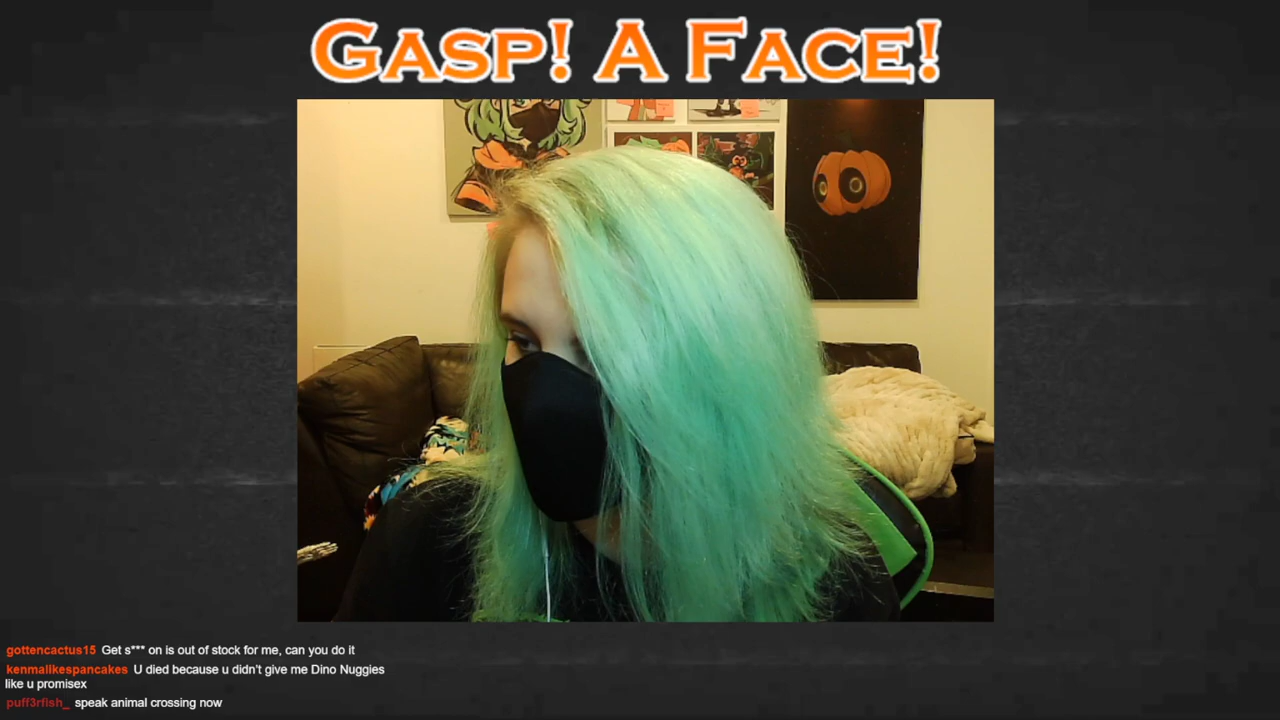 GASP! A FACE!
gottencactus15 Get s*** on is out of stock for me, can you do it
kenmalikespancakes U died because u didn't give me Dino Nuggies
like u promisex
puff3rfish_ speak animal crossing now